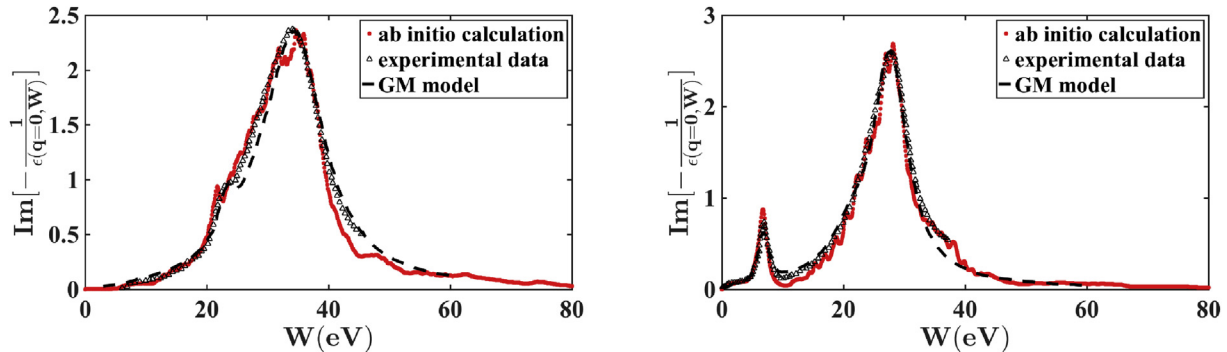 2.5
2
1.5
1
0.5
0
0 20 40 60 80
W(eV)
Im[-1/ϵ(q=0,W)]
ab initio calculation
experimental data
GM model
3
2
1
0
0 20 40 60 80
W(eV)
Im[-1/ϵ(q=0,W)]
ab initio calculation
experimental data
GM model